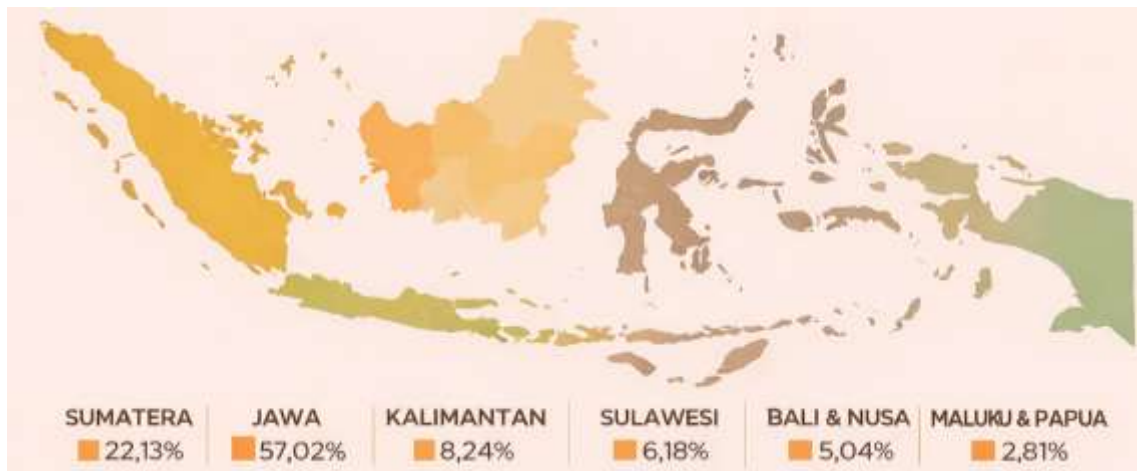 SUMATERA
22,13%
JAWA
57,02%
KALIMANTAN
8,24%
SULAWESI
6,18%
BALI & NUSA
5,04%
MALUKU & PAPUA
2,81%